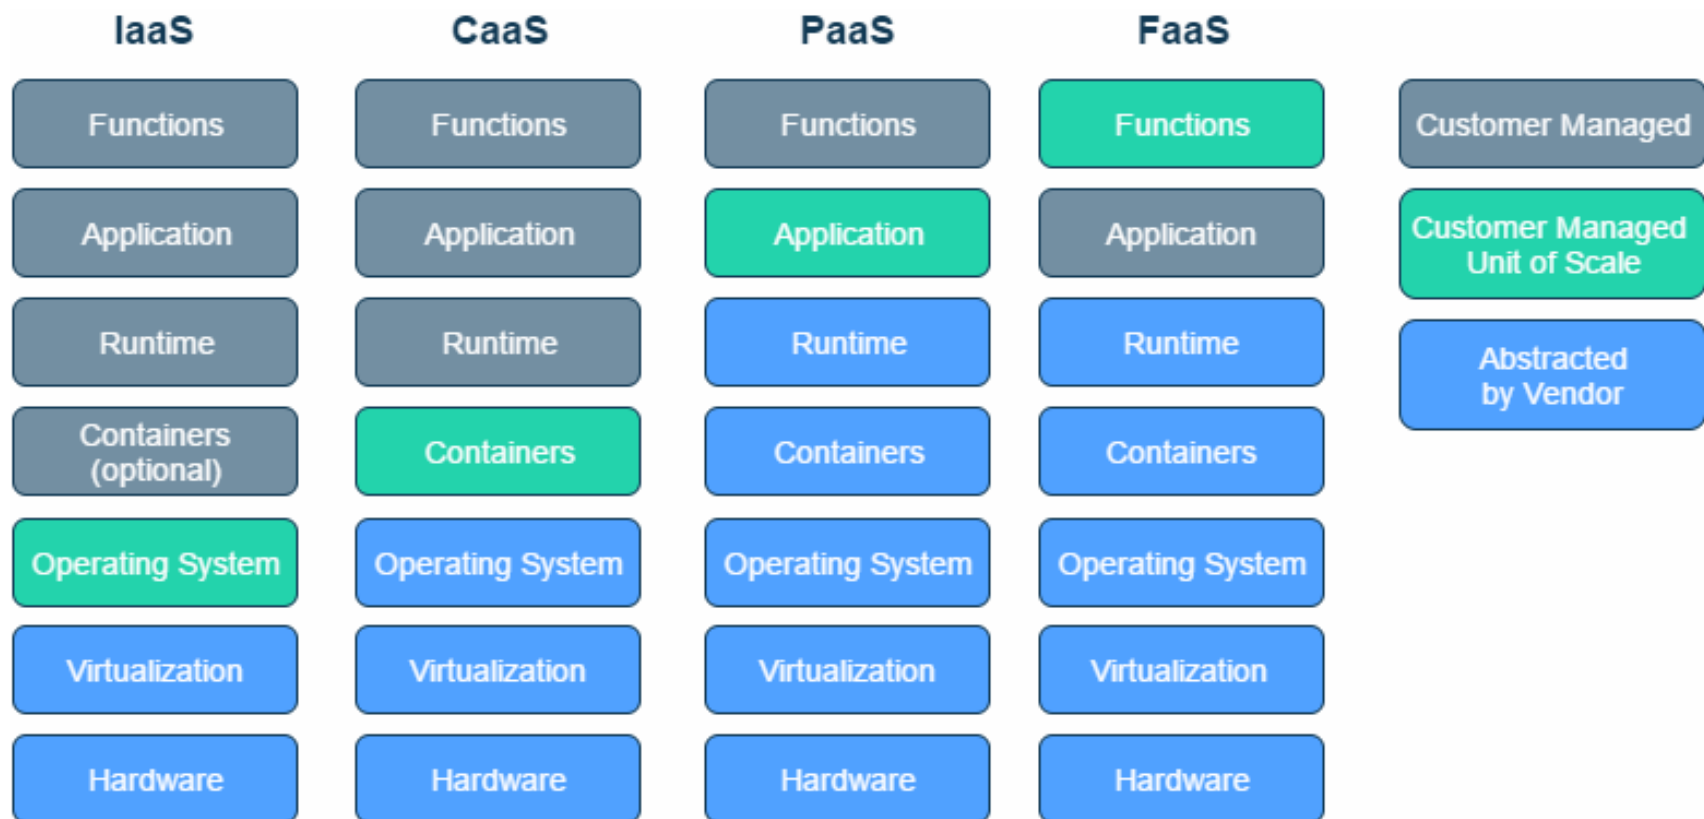 IaaS CaaS PaaS FaaS
Functions Functions Functions Functions Customer Managed
Application Application Application Application Customer Managed
Unit of Scale
Runtime Runtime Runtime Runtime Abstracted
by Vendor
Containers
(optional) Containers Containers Containers
Operating System Operating System Operating System Operating System
Virtualization Virtualization Virtualization Virtualization
Hardware Hardware Hardware Hardware